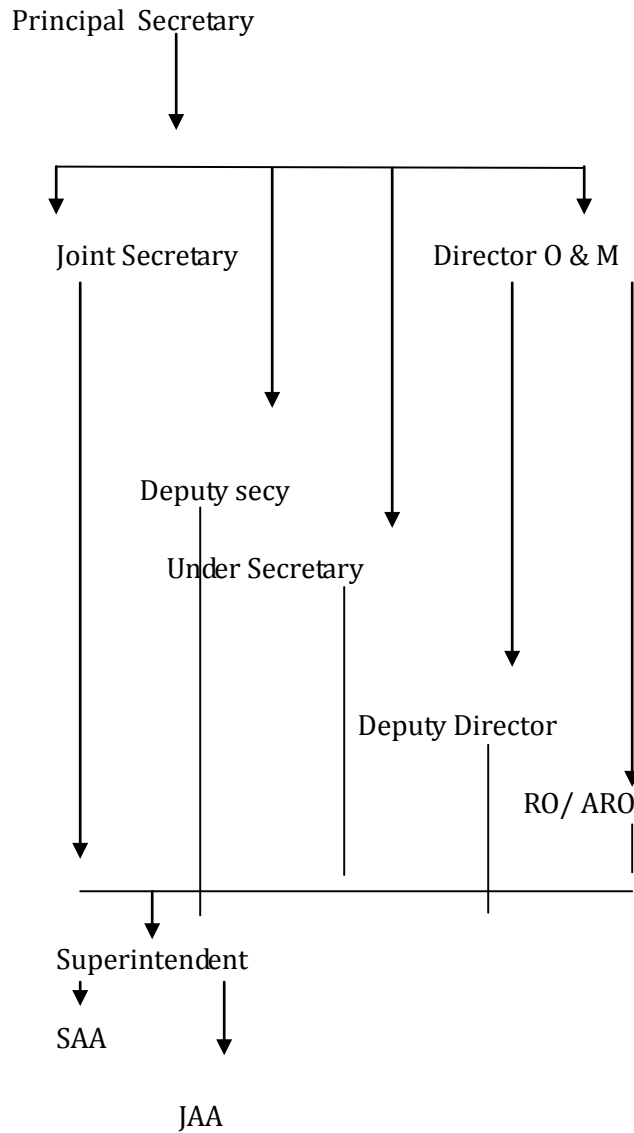 Principal Secretary
Joint Secretary Director O & M
Deputy secy
Under Secretary
Deputy Director
RO/ ARO
Superintendent
SAA
JAA